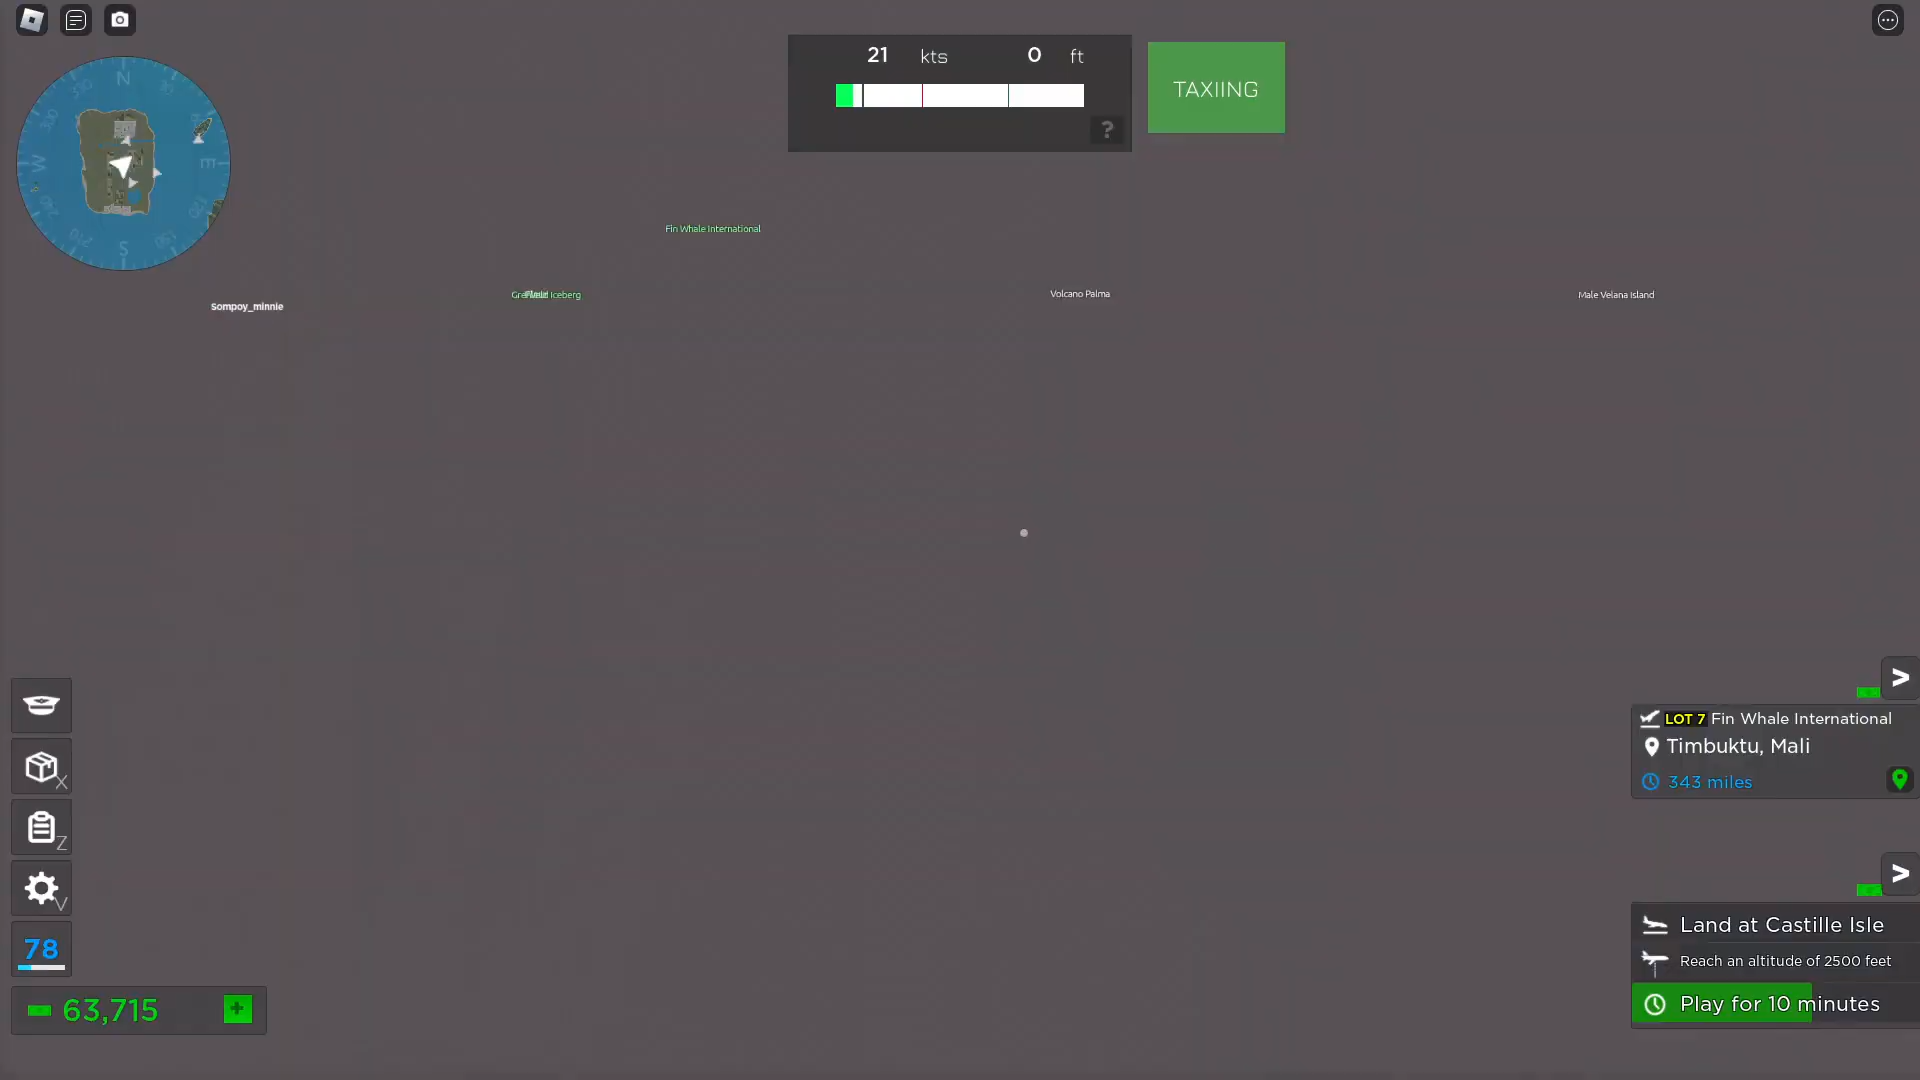 21 kts 0 ft
TAXIING
?
N
E
S
W
Fin Whale International
Iceberg
Volcano Palma
Male Veiana Island
Sompoy_minnie
X
Z
V
78
63,715
+
>
LOT 7 Fin Whale International
Timbuktu, Mali
343 miles
>
Land at Castille Isle
Reach an altitude of 2500 feet
Play for 10 minutes